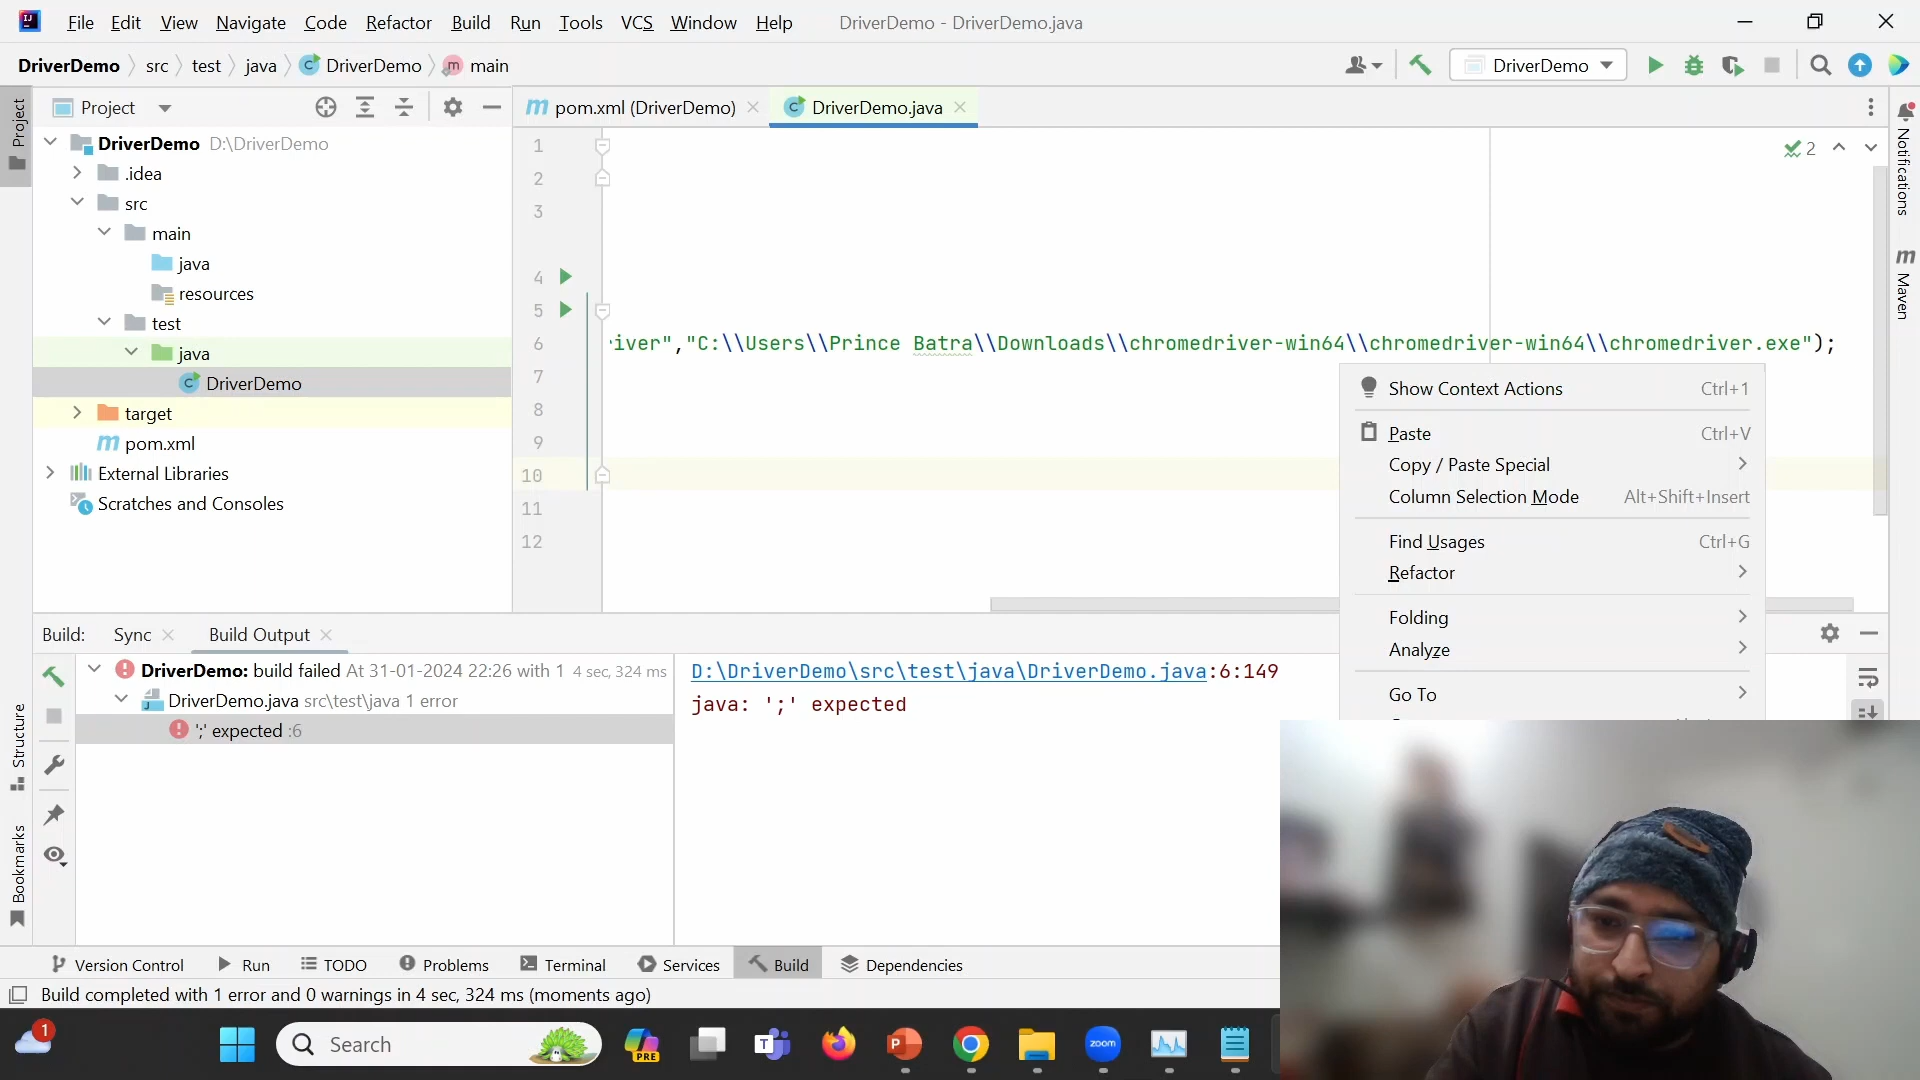 File Edit View Navigate Code Refactor Build Run Tools VCS Window Help DriverDemo - DriverDemo.java
DriverDemo src test java DriverDemo main DriverDemo
Project
pom.xml (DriverDemo) DriverDemo.java
Project
DriverDemo D:\DriverDemo
.idea
src
main
java
resources
test
java
DriverDemo
target
pom.xml
External Libraries
Scratches and Consoles
1
2
3
4
5
6 river","C:\\Users\\Prince Batra\\Downloads\\chromedriver-win64\\chromedriver-win64\\chromedriver.exe");
7
8
9
10
11
12
2
Notifications
Maven
Show Context Actions Ctrl+1
Paste Ctrl+V
Copy / Paste Special
Column Selection Mode Alt+Shift+Insert
Find Usages Ctrl+G
Refactor
Folding
Analyze
Go To
Build: Sync Build Output
DriverDemo: build failed At 31-01-2024 22:26 with 1 4 sec, 324 ms
DriverDemo.java src\test\java 1 error
';' expected :6
D:\DriverDemo\src\test\java\DriverDemo.java:6:149
java: ';' expected
Structure
Bookmarks
Version Control Run TODO Problems Terminal Services Build Dependencies
Build completed with 1 error and 0 warnings in 4 sec, 324 ms (moments ago)
1 Search PRE T P zoom